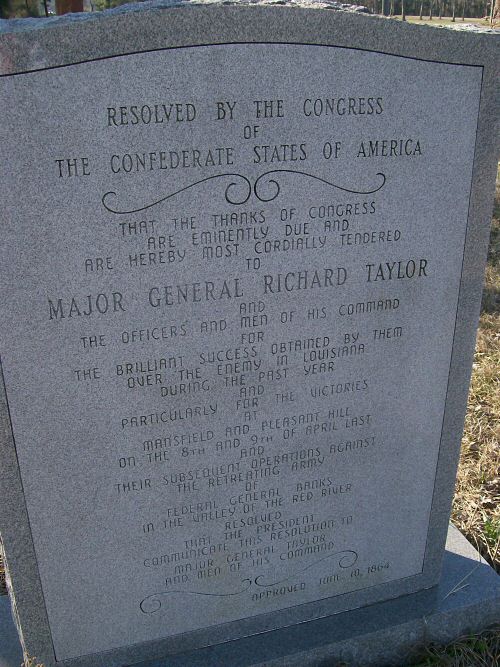 RESOLVED BY THE CONGRESS
OF
THE CONFEDERATE STATES OF AMERICA
THAT THE THANKS OF CONGRESS
ARE EMINENTLY DUE AND
ARE HEREBY MOST CORDIALLY TENDERED
TO
MAJOR GENERAL RICHARD TAYLOR
AND
THE OFFICERS AND MEN OF HIS COMMAND
FOR
THE BRILLIANT SUCCESS OBTAINED BY THEM
OVER THE ENEMY IN LOUISIANA
DURING THE PAST YEAR
AND
PARTICULARLY FOR THE VICTORIES
AT
MANSFIELD AND PLEASANT HILL
ON THE 8TH AND 9TH OF APRIL LAST
AND
THEIR SUBSEQUENT OPERATIONS AGAINST
THE RETREATING ARMY
OF
FEDERAL GENERAL BANKS
IN THE VALLEY OF THE RED RIVER
RESOLVED
THAT THE PRESIDENT
COMMUNICATE THIS RESOLUTION TO
MAJOR GENERAL TAYLOR
AND MEN OF HIS COMMAND
APPROVED JUNE 10, 1864